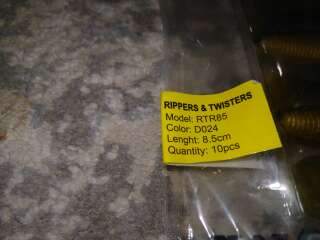 RIPPERS & TWISTERS
Model: RTR85
Color: D024
Lenght: 8.5cm
Quantity: 10pcs